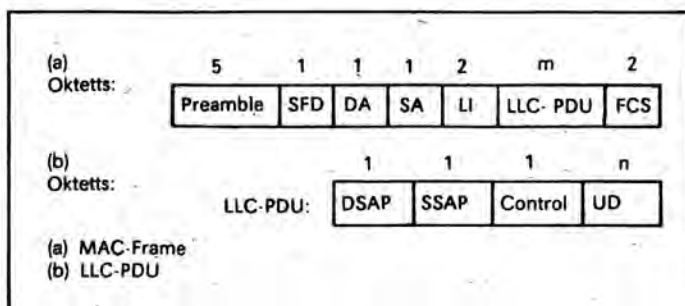 (a) 5 1 1 1 2 m 2
Oktetts:
Preamble SFD DA SA LI LLC-PDU FCS
(b) 1 1 1 n
Oktetts:
LLC-PDU: DSAP SSAP Control UD
(a) MAC-Frame
(b) LLC-PDU